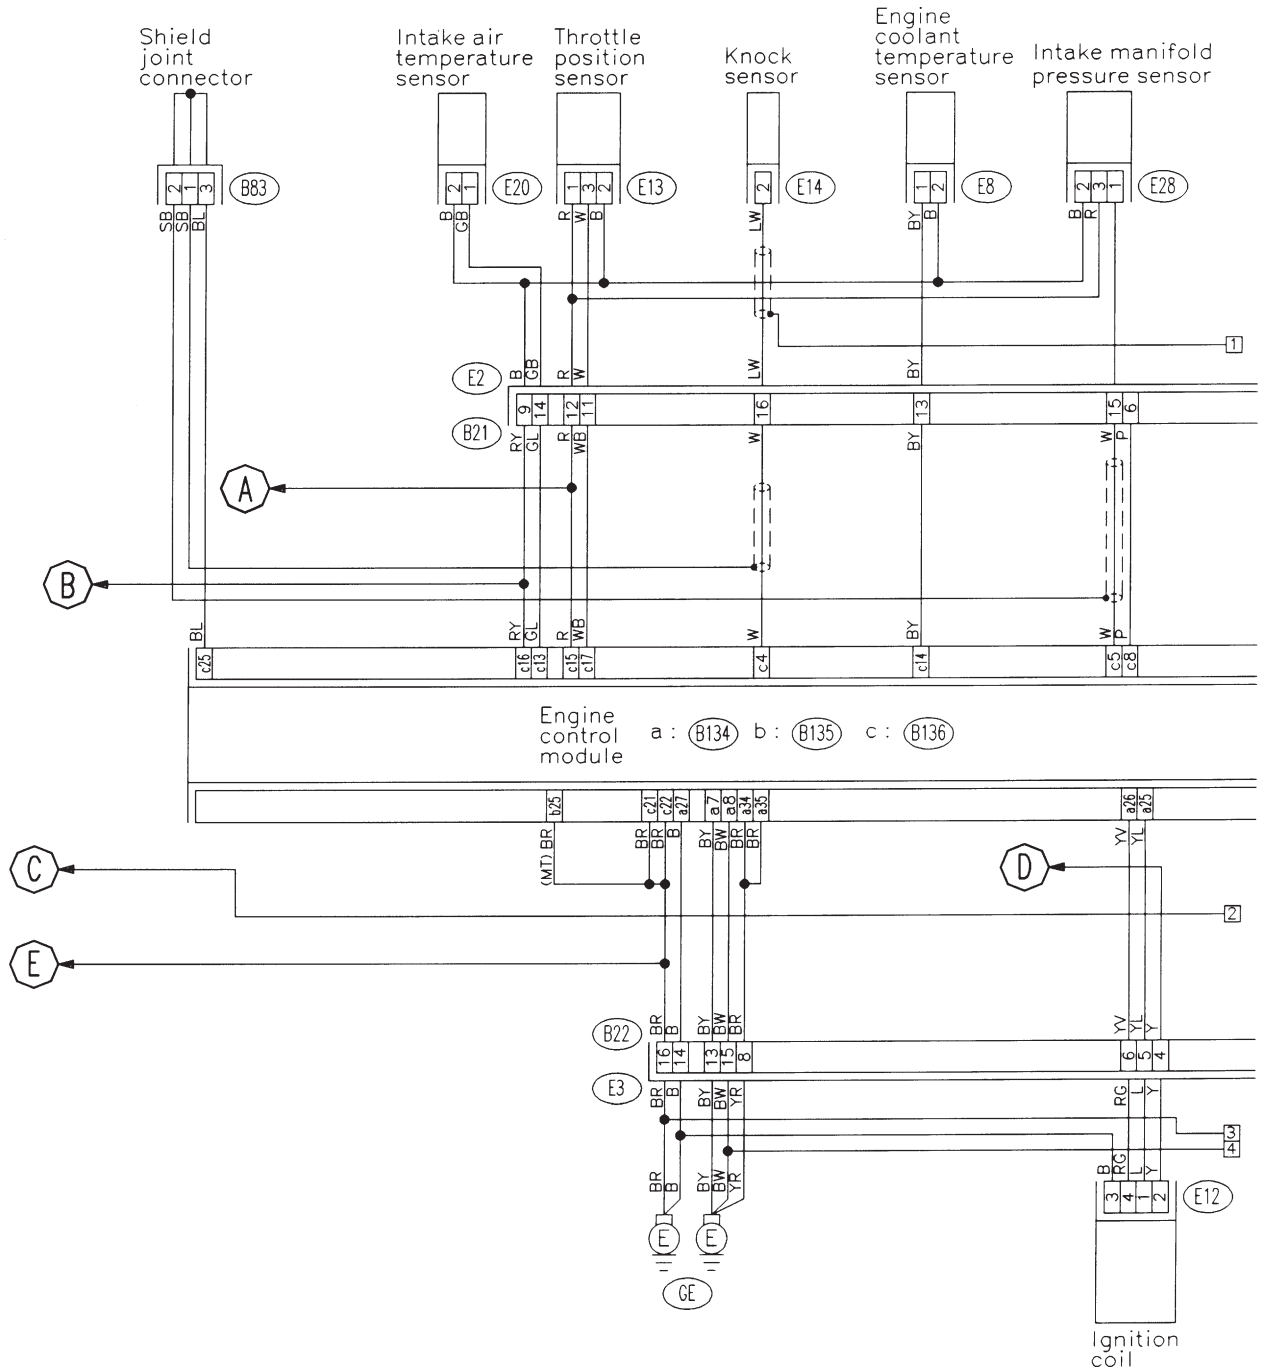 Shield
joint
connector
Intake air
temperature
sensor
Throttle
position
sensor
Knock
sensor
Engine
coolant
temperature
sensor
Intake manifold
pressure sensor
2 1 3 B83
2 1 E20
1 3 2 E13
2 E14
1 2 E8
2 3 1 E28
SB SB BL
B GB
R W B
LW
BY B
B R
1
E2
B GB R W LW BY
9 14 12 11 16 13 15 6
B21
RY GL R WB W BY W P
A
B
BL RY GL R WB W BY W P
c25 c16 c13 c15 c17 c4 c14 c5 c8
Engine
control
module
a : B134 b : B135 c : B136
b25 c21 c22 a27 a7 a8 a34 a35 a26 a25
(MT) BR BR BR B BY BW BR BR YV YL
C
D
2
E
B22
BR B BY BW BR YV YL Y
16 14 13 15 8 6 5 4
E3
BR B BY BW YR RG L Y
3
4
BR B BY BW YR B RG L Y
3 4 1 2 E12
E E
GE
Ignition
coil